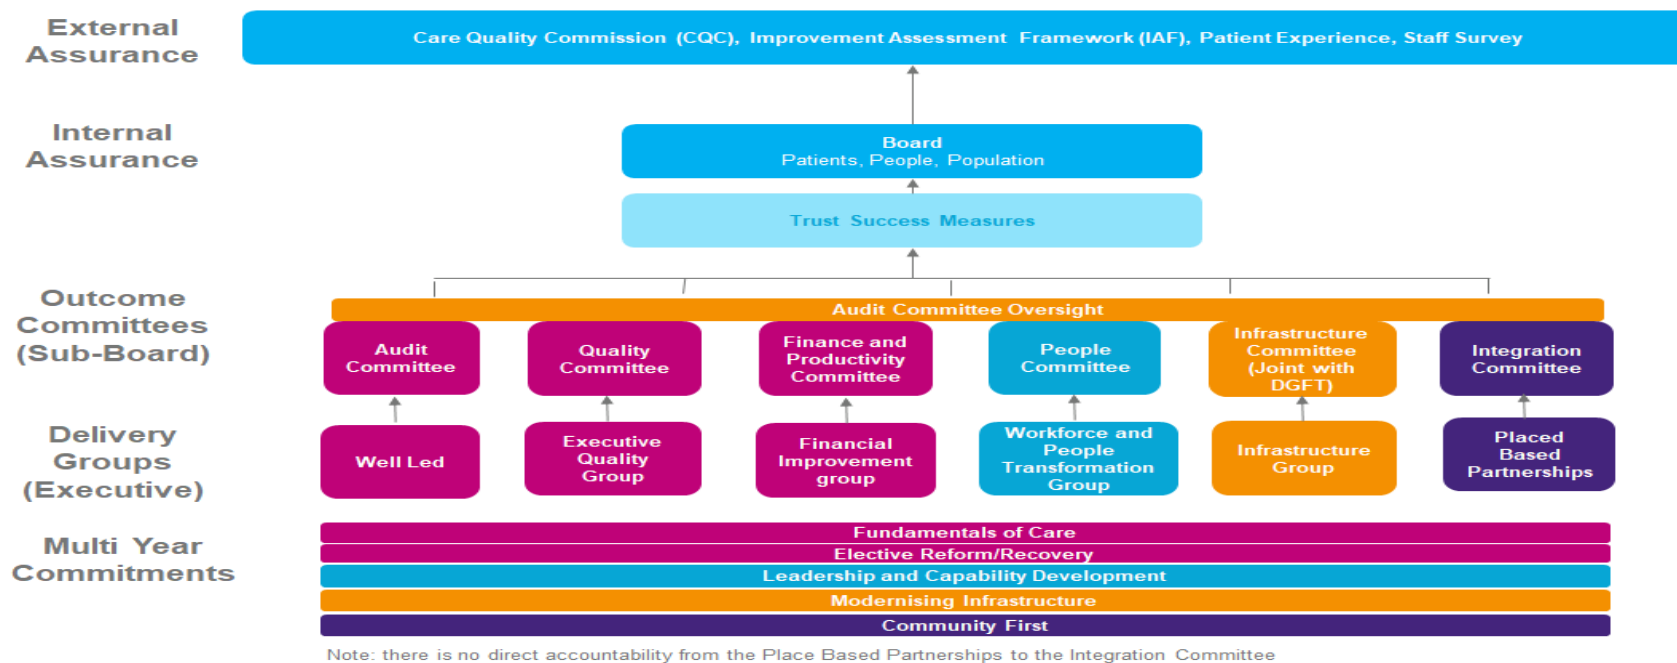 External
Assurance
Care Quality Commission (CQC), Improvement Assessment Framework (IAF), Patient Experience, Staff Survey
Internal
Assurance
Board
Patients, People, Population
Trust Success Measures
Outcome
Committees
(Sub-Board)
Audit Committee Oversight
Audit
Committee
Quality
Committee
Finance and
Productivity
Committee
People
Committee
Infrastructure
Committee
(Joint with
DGFT)
Integration
Committee
Delivery
Groups
(Executive)
Well Led
Executive
Quality
Group
Financial
Improvement
group
Workforce and
People
Transformation
Group
Infrastructure
Group
Placed
Based
Partnerships
Multi Year
Commitments
Fundamentals of Care
Elective Reform/Recovery
Leadership and Capability Development
Modernising Infrastructure
Community First
Note: there is no direct accountability from the Place Based Partnerships to the Integration Committee